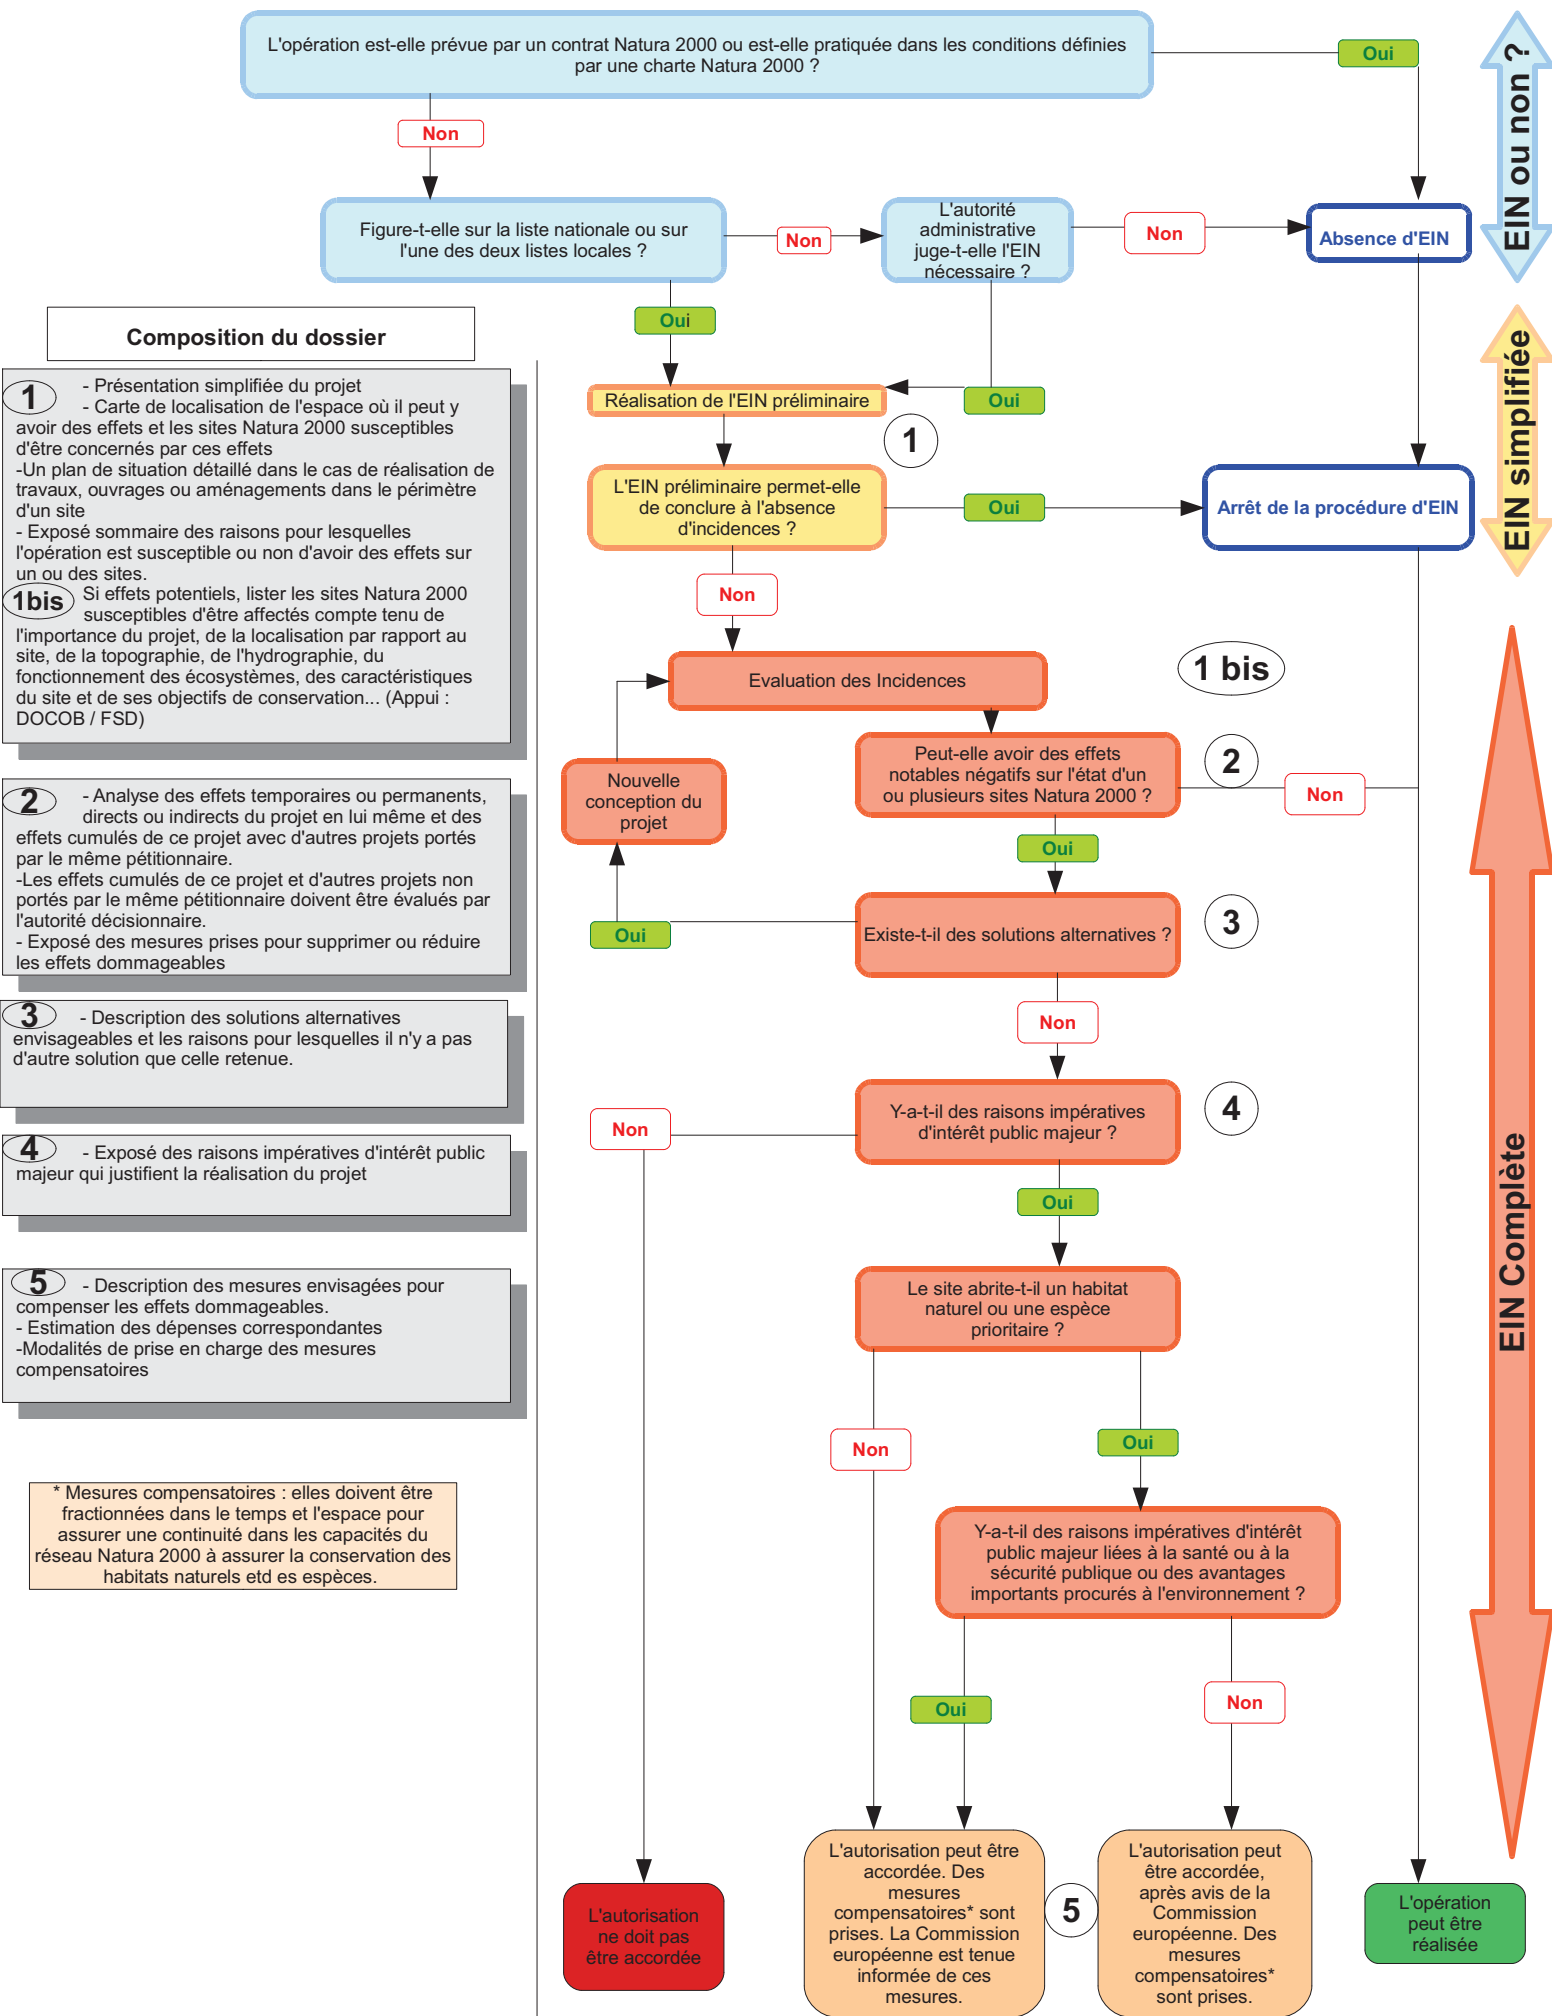 L'opération est-elle prévue par un contrat Natura 2000 ou est-elle pratiquée dans les conditions définies
par une charte Natura 2000 ?
Oui
Non
EIN ou non ?
Figure-t-elle sur la liste nationale ou sur
l'une des deux listes locales ?
Non
L'autorité
administrative
juge-t-elle l'EIN
nécessaire ?
Non
Absence d'EIN
Oui
Oui
EIN simplifiée
Réalisation de l'EIN préliminaire
1
L'EIN préliminaire permet-elle
de conclure à l'absence
d'incidences ?
Oui
Arrêt de la procédure d'EIN
Non
Evaluation des Incidences
1 bis
Nouvelle
conception du
projet
Peut-elle avoir des effets
notables négatifs sur l'état d'un
ou plusieurs sites Natura 2000 ?
2
Non
Oui
Existe-t-il des solutions alternatives ?
3
Oui
Non
Y-a-t-il des raisons impératives
d'intérêt public majeur ?
4
Non
Oui
EIN Complète
Le site abrite-t-il un habitat
naturel ou une espèce
prioritaire ?
Non
Oui
Y-a-t-il des raisons impératives d'intérêt
public majeur liées à la santé ou à la
sécurité publique ou des avantages
importants procurés à l'environnement ?
Oui
Non
L'autorisation
ne doit pas
être accordée
L'autorisation peut être
accordée. Des
mesures
compensatoires* sont
prises. La Commission
européenne est tenue
informée de ces
mesures.
5
L'autorisation peut
être accordée,
après avis de la
Commission
européenne. Des
mesures
compensatoires*
sont prises.
L'opération
peut être
réalisée
Composition du dossier
1 - Présentation simplifiée du projet
- Carte de localisation de l'espace où il peut y
avoir des effets et les sites Natura 2000 susceptibles
d'être concernés par ces effets
-Un plan de situation détaillé dans le cas de réalisation de
travaux, ouvrages ou aménagements dans le périmètre
d'un site
- Exposé sommaire des raisons pour lesquelles
l'opération est susceptible ou non d'avoir des effets sur
un ou des sites.
1bis Si effets potentiels, lister les sites Natura 2000
susceptibles d'être affectés compte tenu de
l'importance du projet, de la localisation par rapport au
site, de la topographie, de l'hydrographie, du
fonctionnement des écosystèmes, des caractéristiques
du site et de ses objectifs de conservation... (Appui :
DOCOB / FSD)
2 - Analyse des effets temporaires ou permanents,
directs ou indirects du projet en lui même et des
effets cumulés de ce projet avec d'autres projets portés
par le même pétitionnaire.
-Les effets cumulés de ce projet et d'autres projets non
portés par le même pétitionnaire doivent être évalués par
l'autorité décisionnaire.
- Exposé des mesures prises pour supprimer ou réduire
les effets dommageables
3 - Description des solutions alternatives
envisageables et les raisons pour lesquelles il n'y a pas
d'autre solution que celle retenue.
4 - Exposé des raisons impératives d'intérêt public
majeur qui justifient la réalisation du projet
5 - Description des mesures envisagées pour
compenser les effets dommageables.
- Estimation des dépenses correspondantes
-Modalités de prise en charge des mesures
compensatoires
* Mesures compensatoires : elles doivent être
fractionnées dans le temps et l'espace pour
assurer une continuité dans les capacités du
réseau Natura 2000 à assurer la conservation des
habitats naturels etd es espèces.